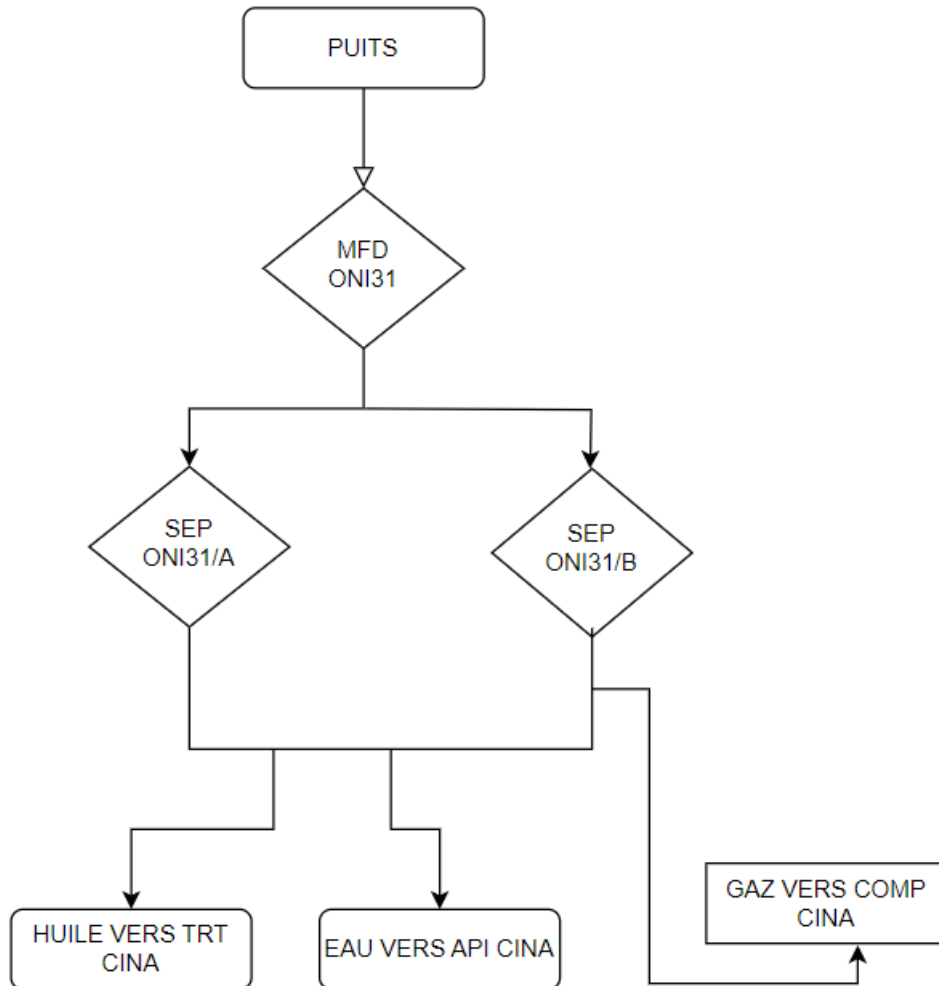 PUITS
MFD
ONI31
SEP
ONI31/A
SEP
ONI31/B
HUILE VERS TRT
CINA
EAU VERS API CINA
GAZ VERS COMP
CINA